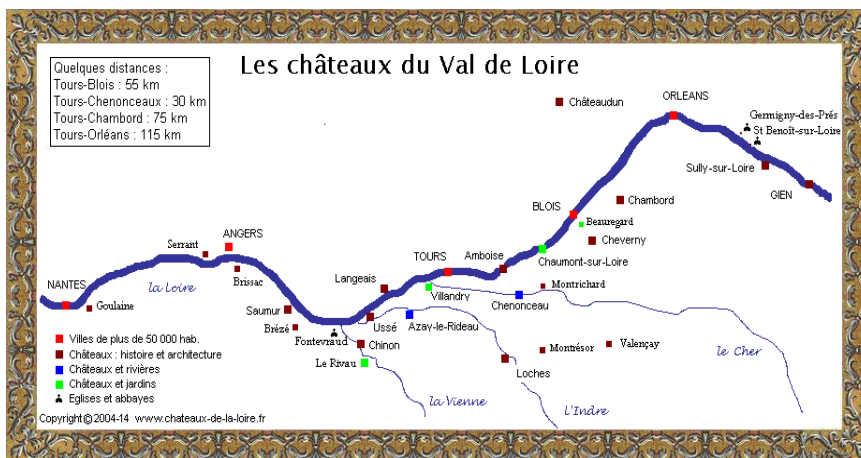 Les châteaux du Val de Loire
Quelques distances :
Tours-Blois : 55 km
Tours-Chenonceaux : 30 km
Tours-Chambord : 75 km
Tours-Orléans : 115 km
Châteaudun
ORLEANS
Germigny-des-Prés
St Benoît-sur-Loire
Sully-sur-Loire
GIEN
Chambord
BLOIS
Beauregard
Cheverny
Chaumont-sur-Loire
ANGERS
Serrant
Brissac
TOURS
Amboise
NANTES
Goulaine
la Loire
Langeais
Villandry
Montrichard
Chenonceau
Saumur
Brézé
Fontevraud
Ussé
Azay-le-Rideau
Chinon
Le Rivau
Montrésor
Valençay
Loches
le Cher
la Vienne
L'Indre
Villes de plus de 50 000 hab.
Châteaux : histoire et architecture
Châteaux et rivières
Châteaux et jardins
Eglises et abbayes
Copyright©2004-14 www.chateaux-de-la-loire.fr